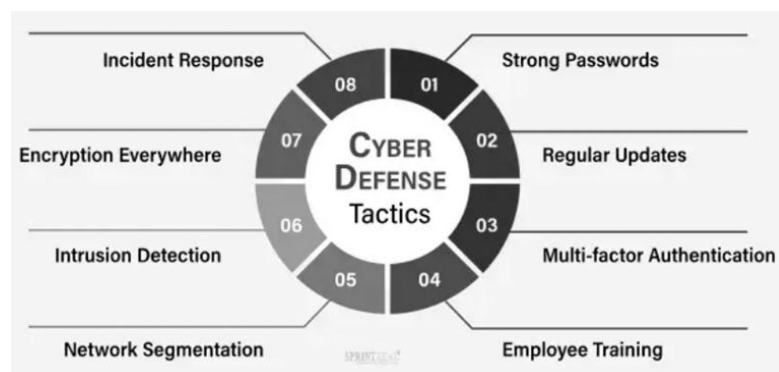 CYBER
DEFENSE
Tactics
01
Strong Passwords
02
Regular Updates
03
Multi-factor Authentication
04
Employee Training
05
Network Segmentation
06
Intrusion Detection
07
Encryption Everywhere
08
Incident Response